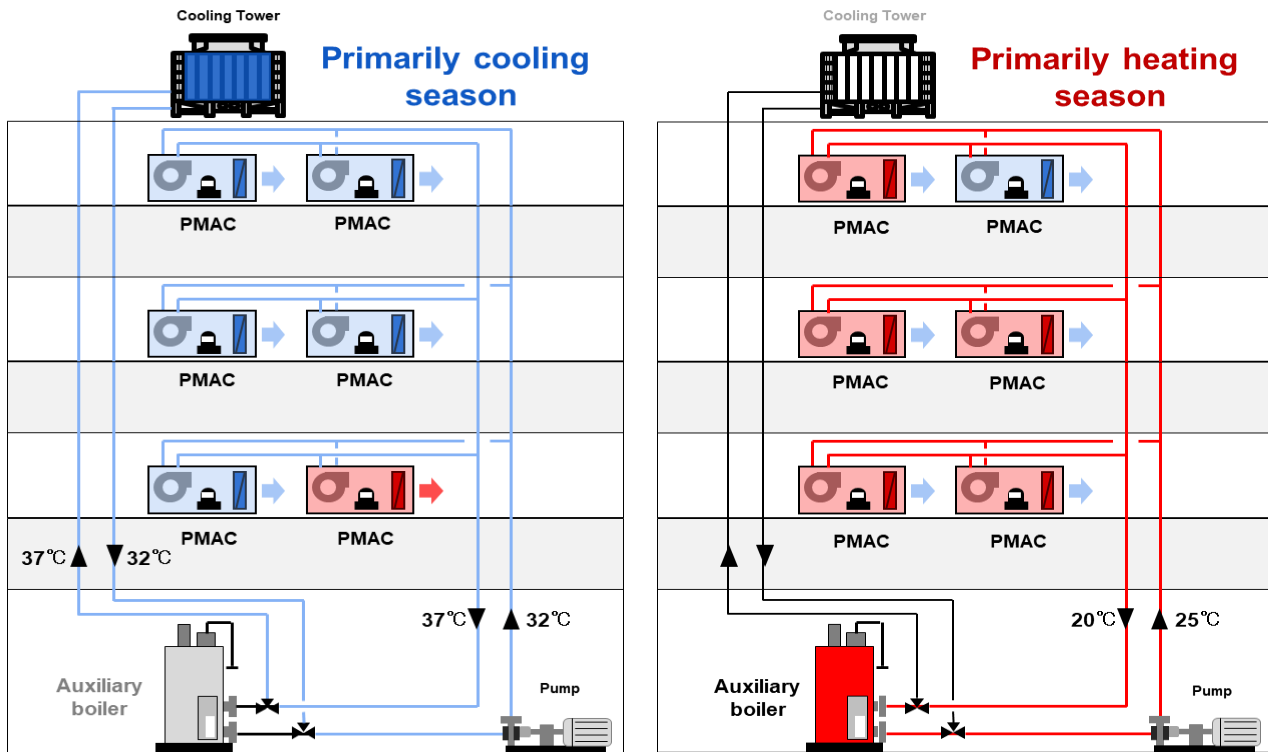 Cooling Tower
Primarily cooling
season
PMAC PMAC
PMAC PMAC
PMAC PMAC
37℃ 32℃
37℃ 32℃
Auxiliary
boiler
Pump
Cooling Tower
Primarily heating
season
PMAC PMAC
PMAC PMAC
PMAC PMAC
20℃ 25℃
Auxiliary
boiler
Pump